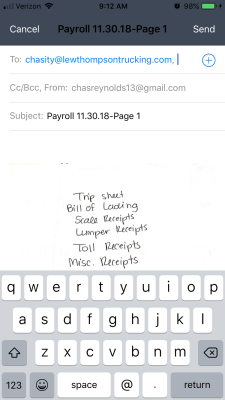 Verizon 9:12 AM 98%
Cancel Payroll 11.30.18-Page 1 Send
To: chasity@lewthompsontrucking.com,
Cc/Bcc, From: chasreynolds13@gmail.com
Subject: Payroll 11.30.18-Page 1
Trip sheet
Bill of Lading
Scale Receipts
Lumper Receipts
Toll Receipts
Misc. Receipts
q w e r t y u i o p
a s d f g h j k l
z x c v b n m
123 space @ . return